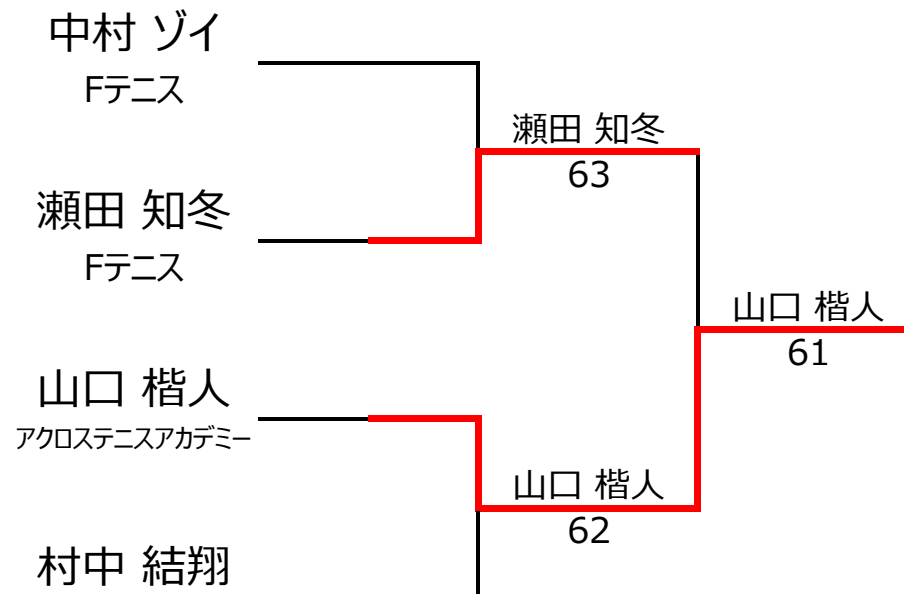 中村 ゾイ
Fテニス
瀬田 知冬
63
瀬田 知冬
Fテニス
山口 楷人
61
山口 楷人
アクロステニスアカデミー
山口 楷人
62
村中 結翔